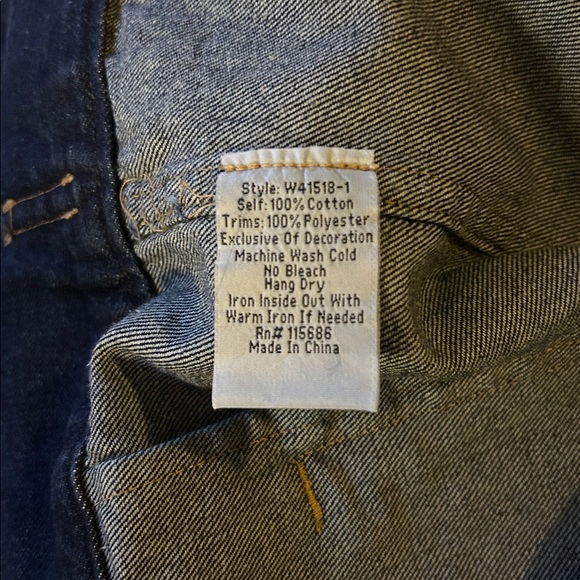 Style: W41518-1
Self: 100% Cotton
Trims: 100% Polyester
Exclusive Of Decoration
Machine Wash Cold
No Bleach
Hang Dry
Iron Inside Out With
Warm Iron If Needed
Rn# 115686
Made In China